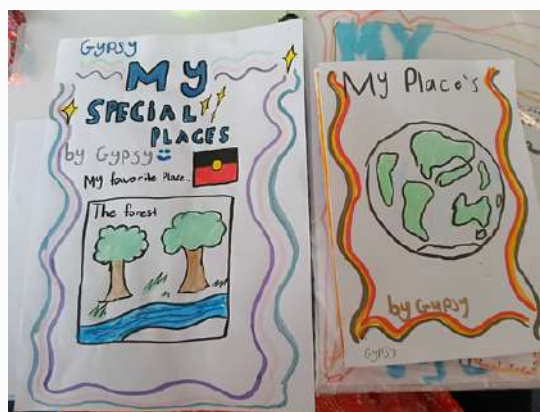 Gypsy
MY
SPECIAL
PLACES
by Gypsy
My favorite Place..
The forest
MY
My Place's
by Gypsy
Gypsy